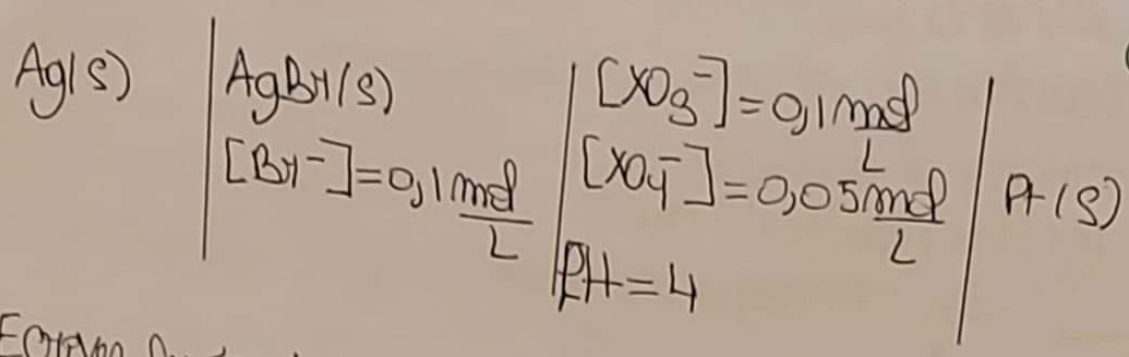 Ag(s) | AgBr(s) | [XO3-] = 0,1 mol/L | Pt(s)
[Br-] = 0,1 mol/L | [XO4-] = 0,05 mol/L
PH = 4